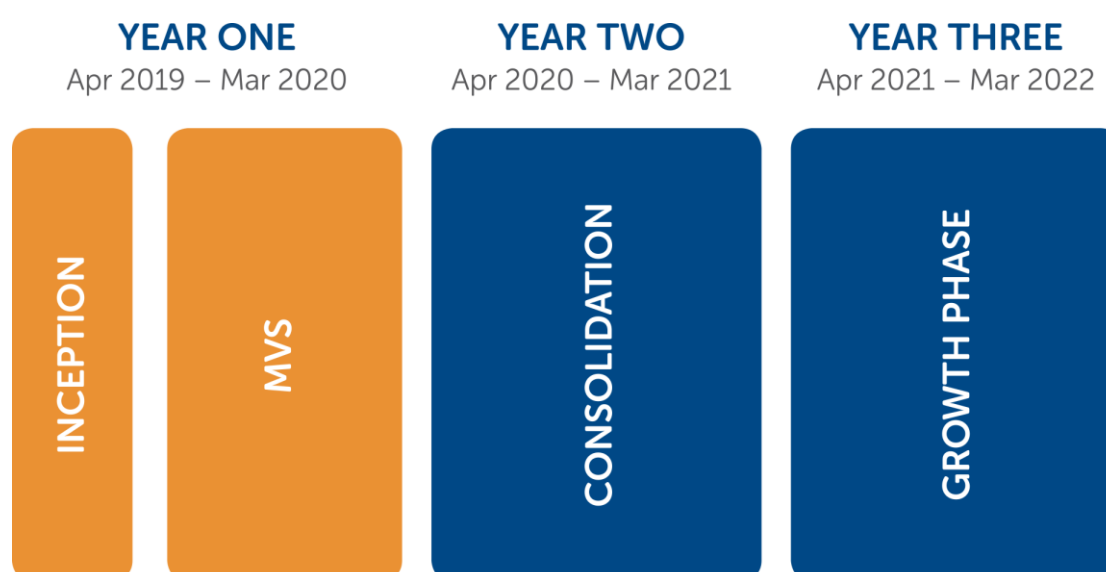 YEAR ONE
Apr 2019 – Mar 2020
YEAR TWO
Apr 2020 – Mar 2021
YEAR THREE
Apr 2021 – Mar 2022
INCEPTION
MVS
CONSOLIDATION
GROWTH PHASE